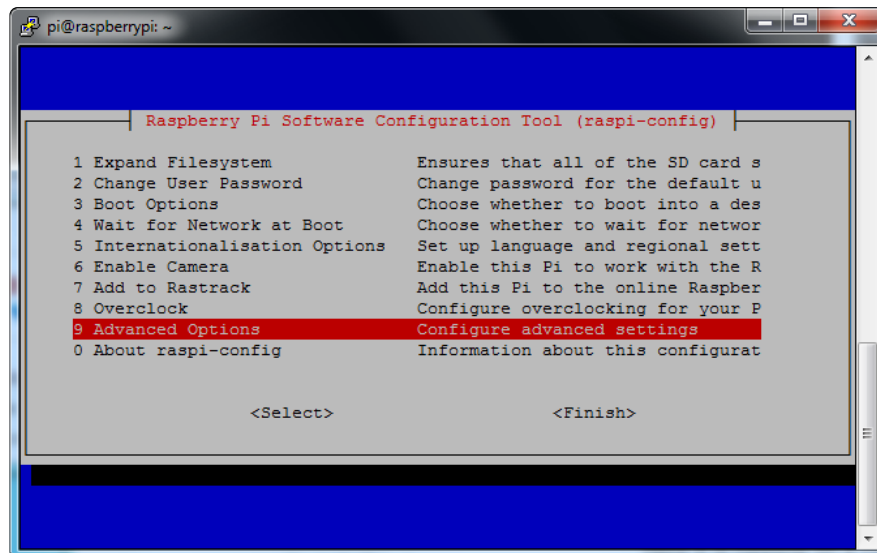 pi@raspberrypi: ~
Raspberry Pi Software Configuration Tool (raspi-config)
1 Expand Filesystem Ensures that all of the SD card s
2 Change User Password Change password for the default u
3 Boot Options Choose whether to boot into a des
4 Wait for Network at Boot Choose whether to wait for networ
5 Internationalisation Options Set up language and regional sett
6 Enable Camera Enable this Pi to work with the R
7 Add to Rastrack Add this Pi to the online Raspber
8 Overclock Configure overclocking for your P
9 Advanced Options Configure advanced settings
0 About raspi-config Information about this configurat
<Select> <Finish>